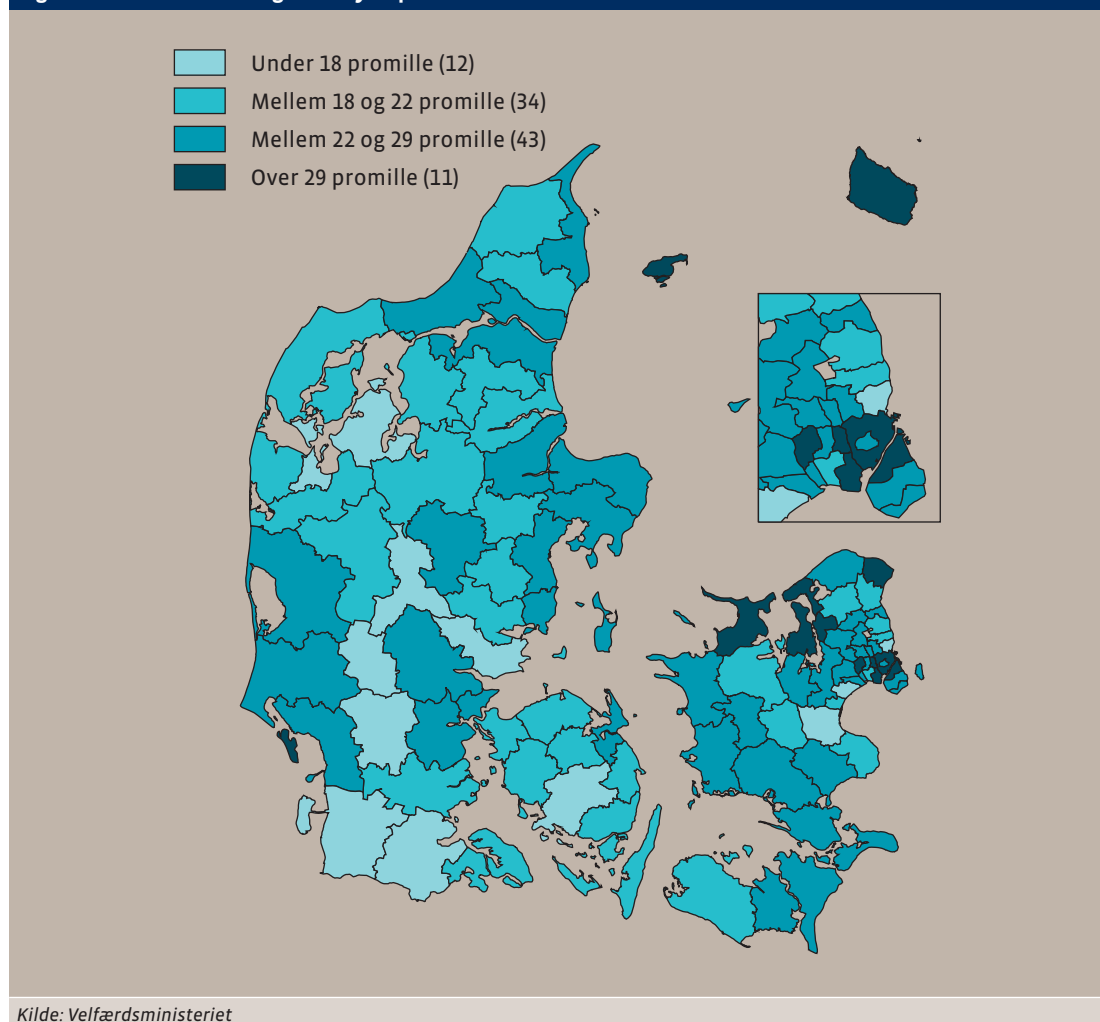 Under 18 promille (12)
Mellem 18 og 22 promille (34)
Mellem 22 og 29 promille (43)
Over 29 promille (11)
Kilde: Velfærdsministeriet